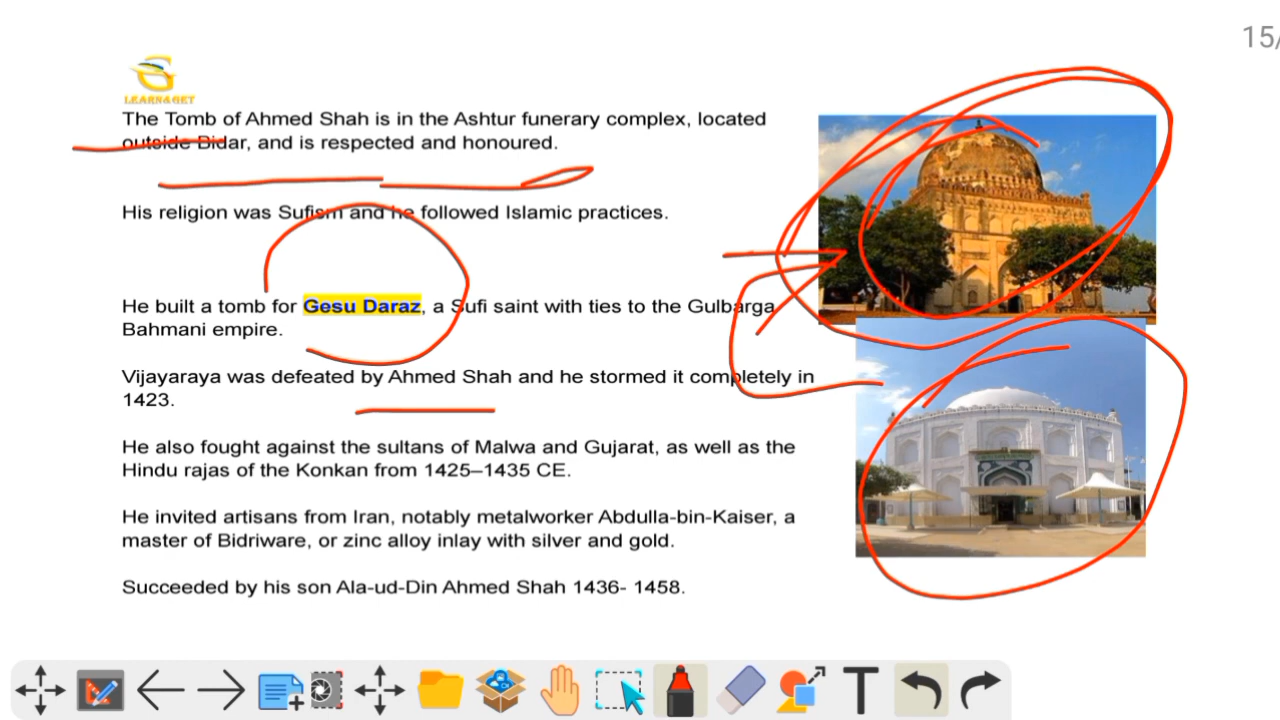 15/
LEARN&GET
The Tomb of Ahmed Shah is in the Ashtur funerary complex, located
outside Bidar, and is respected and honoured.
His religion was Sufism and he followed Islamic practices.
He built a tomb for Gesu Daraz, a Sufi saint with ties to the Gulbarga
Bahmani empire.
Vijayaraya was defeated by Ahmed Shah and he stormed it completely in
1423.
He also fought against the sultans of Malwa and Gujarat, as well as the
Hindu rajas of the Konkan from 1425–1435 CE.
He invited artisans from Iran, notably metalworker Abdulla-bin-Kaiser, a
master of Bidriware, or zinc alloy inlay with silver and gold.
Succeeded by his son Ala-ud-Din Ahmed Shah 1436- 1458.
T